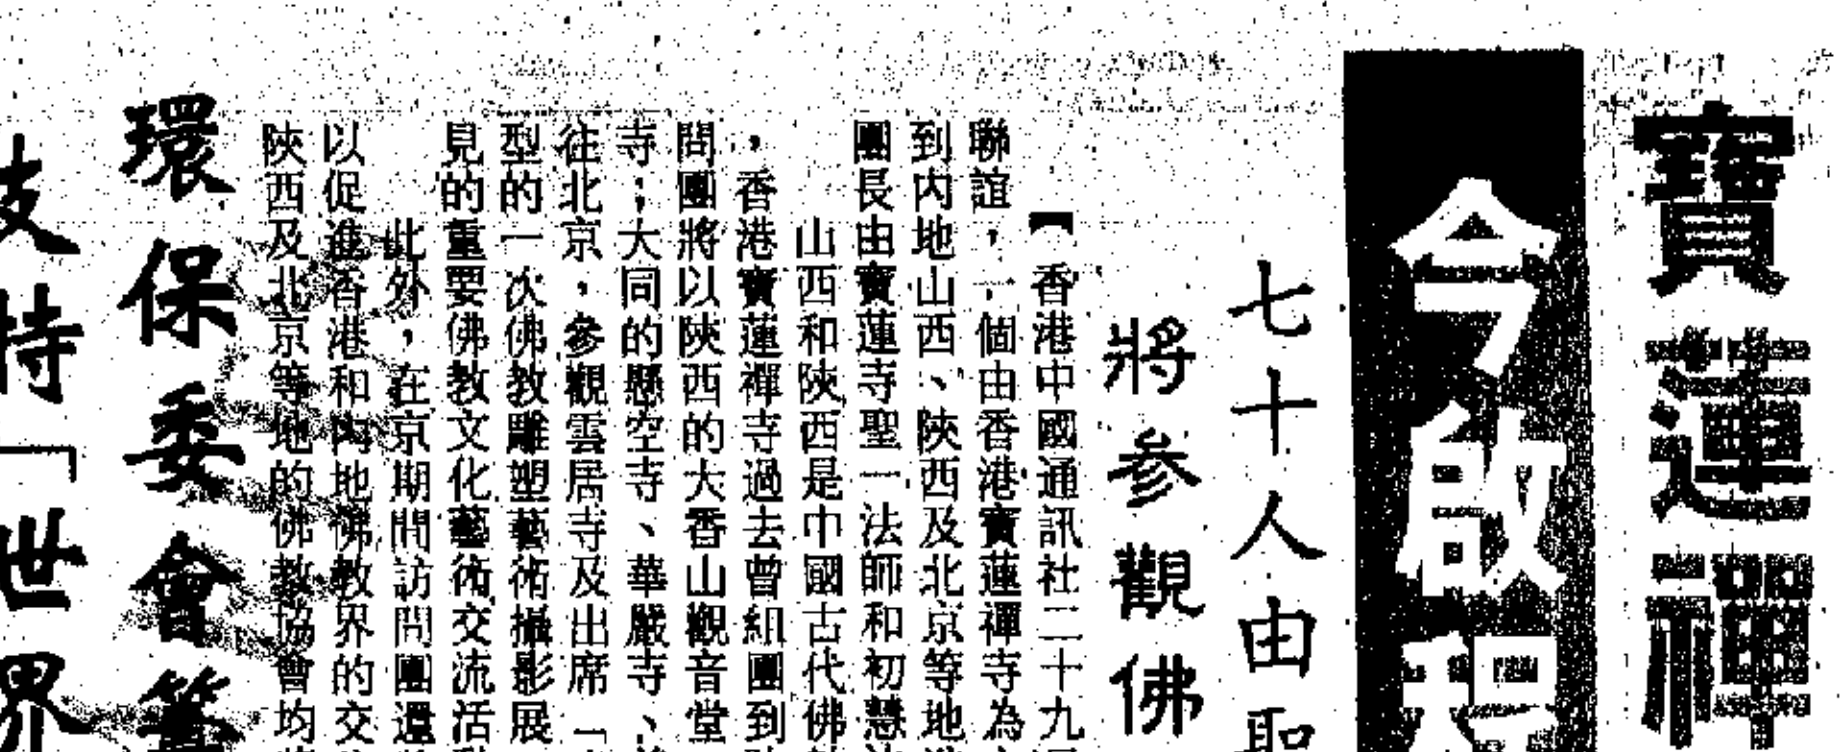 寶蓮禪
今啟程
七十人由聖
將參觀佛
【香港中國通訊社二十九
聯誼，一個由香港寶蓮禪寺為
到內地山西、陝西及北京等地
團長由寶蓮寺聖一法師和初慧
山西和陝西是中國古代佛
，香港寶蓮禪寺過去曾組團到
問團將以陝西的大香山觀音堂
寺；大同的懸空寺、華嚴寺、
往北京，參觀雲居寺及出席「
型的一次佛教雕塑藝術攝影展
見的重要佛教文化藝術交流活
此外，在京期間訪問團還
以促進香港和內地佛教界的交
陝西及北京等地的佛教協會均
環保委會籌
支持「世界